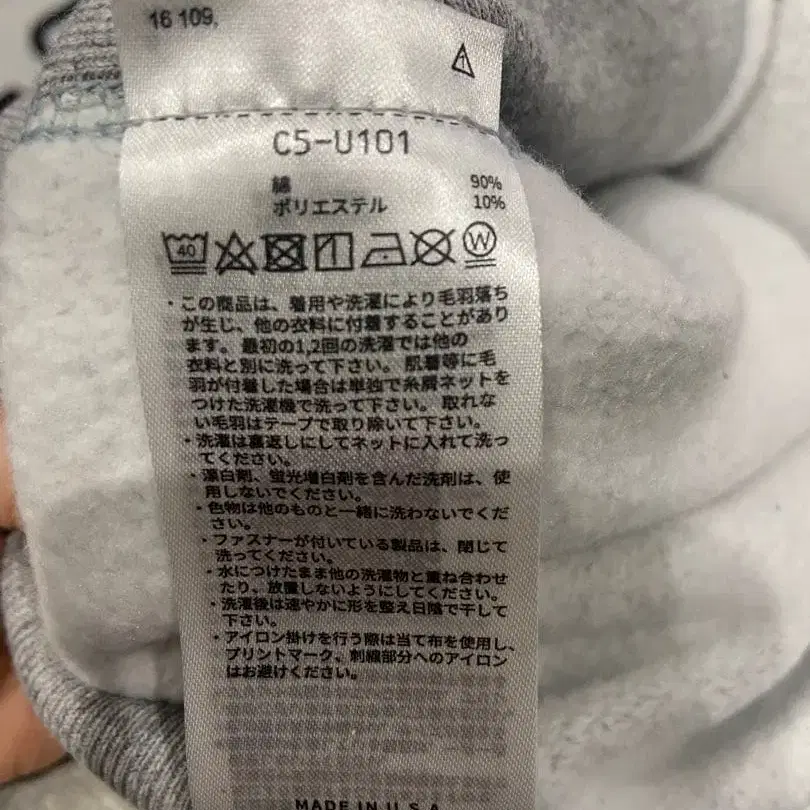 16 109.
C5-U101
綿 90%
ポリエステル 10%
40
W
・この商品は、着用や洗濯により毛羽落ち
が生じ、他の衣料に付着することがあり
ます。最初の1,2回の洗濯では他の
衣料と別に洗って下さい。肌着等に毛
羽が付着した場合は単独で糸屑ネットを
つけた洗濯機で洗って下さい。取れな
い毛羽はテープで取り除いて下さい。
・洗濯は裏返しにしてネットに入れて洗っ
てください。
・漂白剤、蛍光増白剤を含んだ洗剤は、使
用しないでください。
・色物は他のものと一緒に洗わないでくだ
さい。
・ファスナーが付いている製品は、閉じて
洗ってください。
・水につけたまま他の洗濯物と重ね合わせ
たり、放置しないようにしてください。
・洗濯後は速やかに形を整え日陰で干して
下さい。
・アイロン掛けを行う際は当て布を使用し、
プリントマーク、刺繍部分へのアイロン
はお避けください。
MADE IN U.S.A